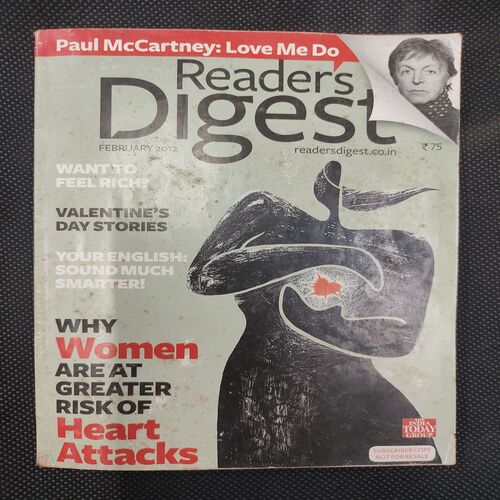 Paul McCartney: Love Me Do
Readers
Digest
FEBRUARY 2012
readersdigest.co.in
₹ 75
WANT TO
FEEL RICH?
VALENTINE'S
DAY STORIES
YOUR ENGLISH:
SOUND MUCH
SMARTER!
WHY
Women
ARE AT
GREATER
RISK OF
Heart
Attacks
THE
INDIA
TODAY
GROUP
SUBSCRIBER COPY
NOT FOR RESALE